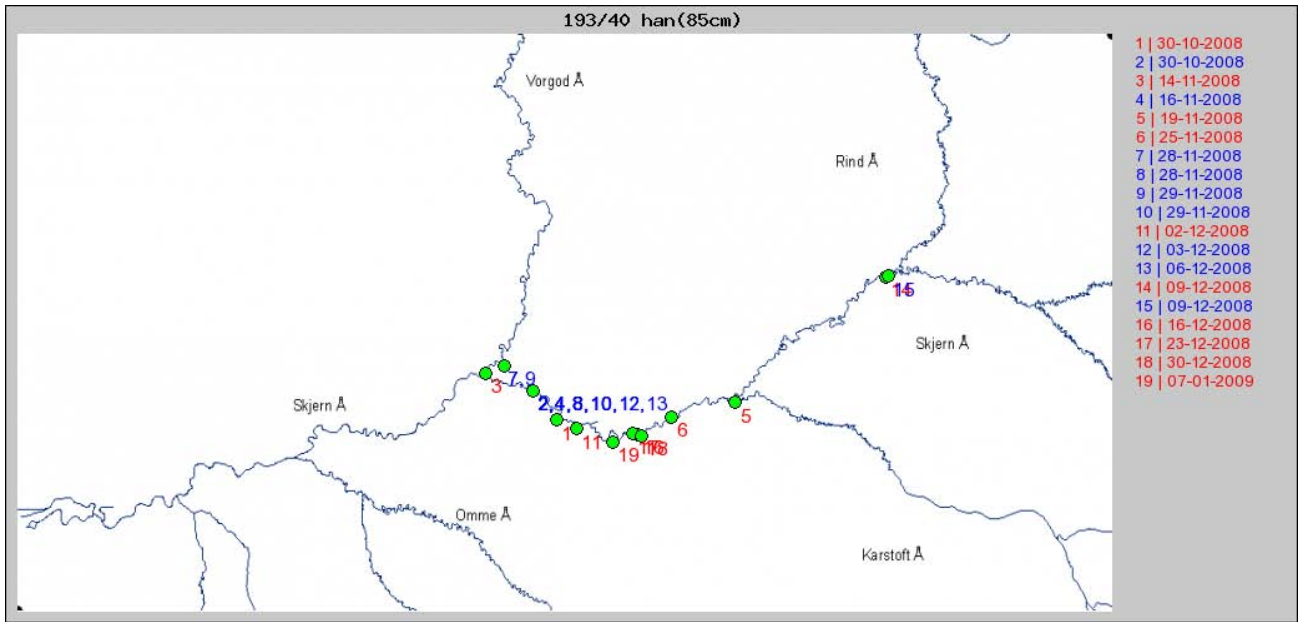 193/40 han(85cm)
Vorgod Å
Rind Å
Skjern Å
Skjern Å
Omme Å
Karstoft Å
3
7,9
2,4,8,10,12,13
1
11
19
18
6
5
15
1 | 30-10-2008
2 | 30-10-2008
3 | 14-11-2008
4 | 16-11-2008
5 | 19-11-2008
6 | 25-11-2008
7 | 28-11-2008
8 | 28-11-2008
9 | 29-11-2008
10 | 29-11-2008
11 | 02-12-2008
12 | 03-12-2008
13 | 06-12-2008
14 | 09-12-2008
15 | 09-12-2008
16 | 16-12-2008
17 | 23-12-2008
18 | 30-12-2008
19 | 07-01-2009